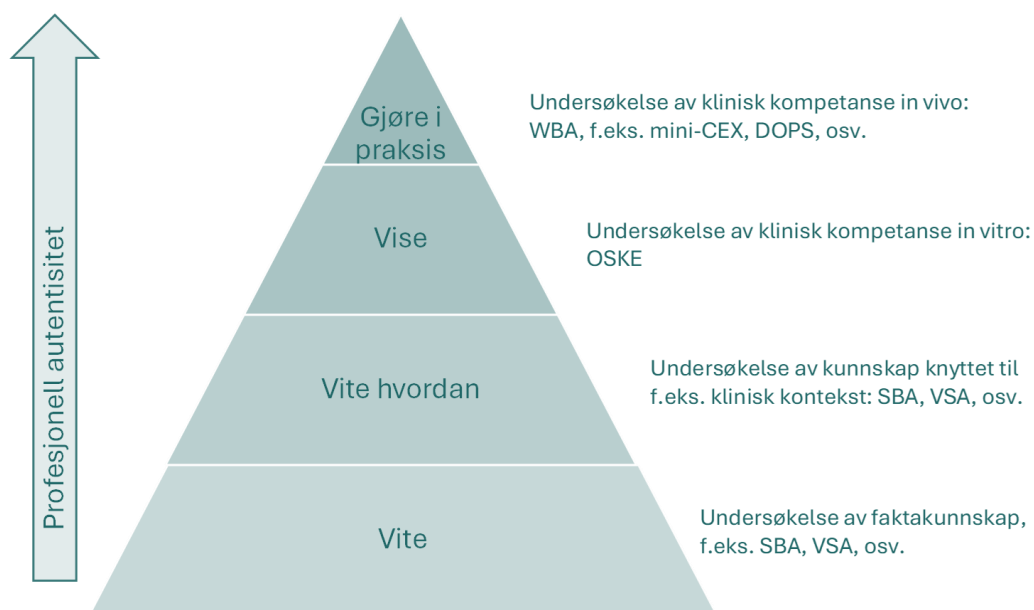 Profesjonell autentisitet
Gjøre i
praksis
Undersøkelse av klinisk kompetanse in vivo:
WBA, f.eks. mini-CEX, DOPS, osv.
Vise
Undersøkelse av klinisk kompetanse in vitro:
OSKE
Vite hvordan
Undersøkelse av kunnskap knyttet til
f.eks. klinisk kontekst: SBA, VSA, osv.
Vite
Undersøkelse av faktakunnskap,
f.eks. SBA, VSA, osv.